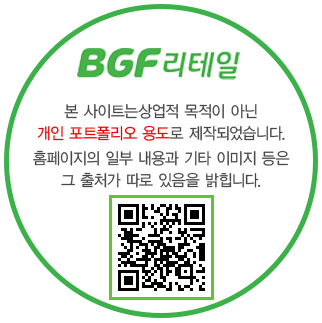 BGF리테일
본 사이트는상업적 목적이 아닌
개인 포트폴리오 용도로 제작되었습니다.
홈페이지의 일부 내용과 기타 이미지 등은
그 출처가 따로 있음을 밝힙니다.